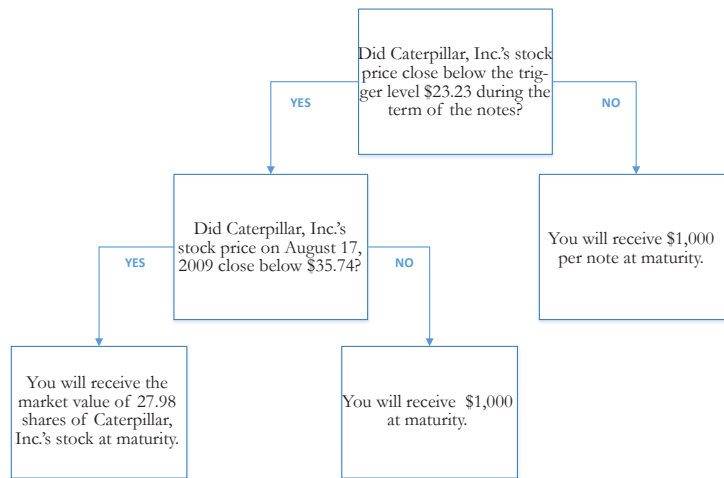 Did Caterpillar, Inc.'s stock
price close below the trig-
ger level $23.23 during the
term of the notes?
YES
NO
Did Caterpillar, Inc.'s
stock price on August 17,
2009 close below $35.74?
You will receive $1,000
per note at maturity.
YES
NO
You will receive the
market value of 27.98
shares of Caterpillar,
Inc.'s stock at maturity.
You will receive $1,000
at maturity.